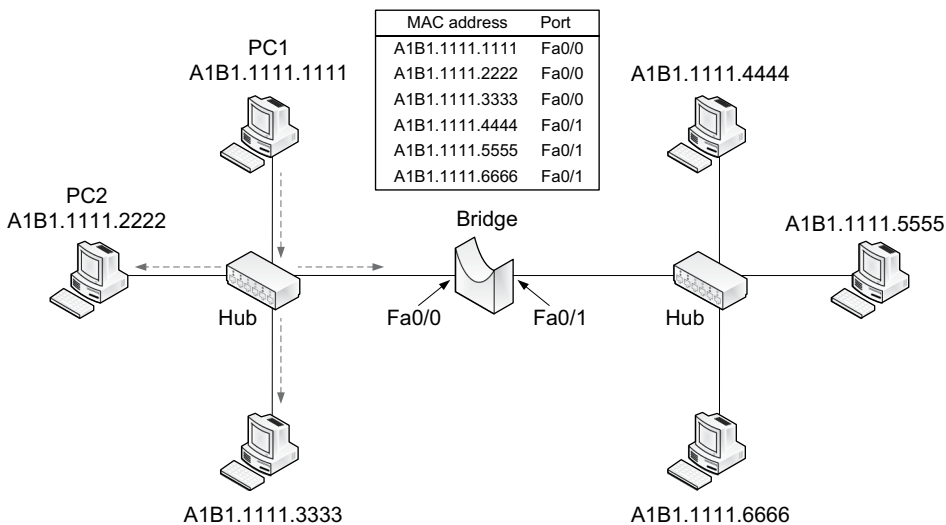 MAC address Port
A1B1.1111.1111 Fa0/0
A1B1.1111.2222 Fa0/0
A1B1.1111.3333 Fa0/0
A1B1.1111.4444 Fa0/1
A1B1.1111.5555 Fa0/1
A1B1.1111.6666 Fa0/1
PC1
A1B1.1111.1111
A1B1.1111.4444
PC2
A1B1.1111.2222
Bridge
A1B1.1111.5555
Hub
Fa0/0
Fa0/1
Hub
A1B1.1111.3333
A1B1.1111.6666